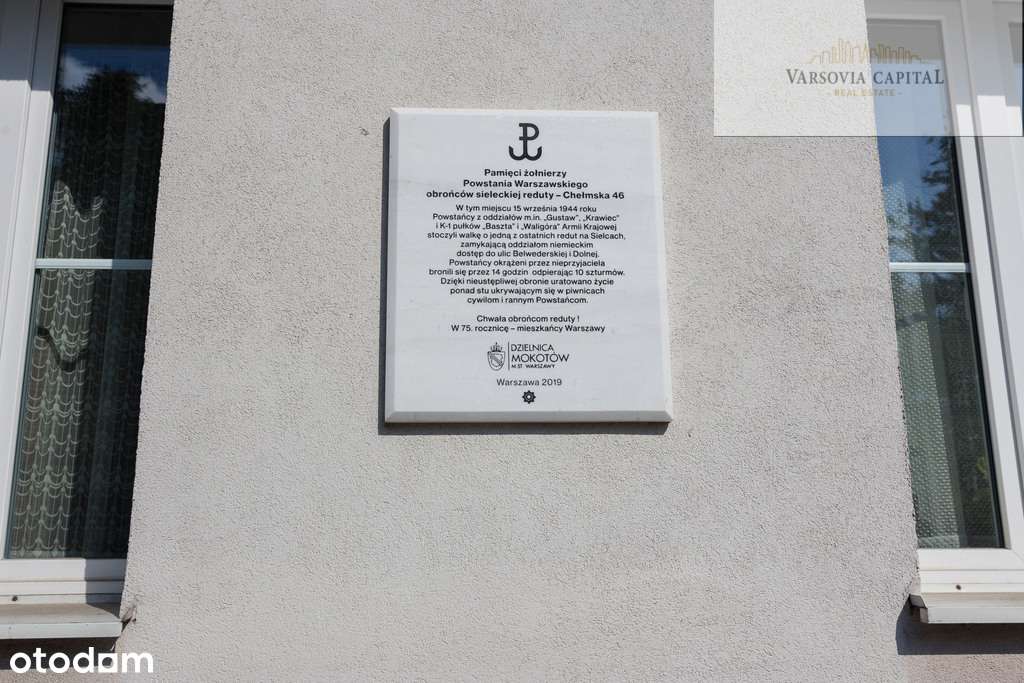 VARSOVIA CAPITAL
- REAL ESTATE -
Pamięci żołnierzy
Powstania Warszawskiego
obrońców sieleckiej reduty – Chełmska 46
W tym miejscu 15 września 1944 roku
Powstańcy z oddziałów m.in. „Gustaw”, „Krawiec”
i K-1 pułków „Baszta” i „Waligóra” Armii Krajowej
stoczyli walkę o jedną z ostatnich redut na Sielcach,
zamykającą oddziałom niemieckim
dostęp do ulic Belwederskiej i Dolnej.
Powstańcy okrążeni przez nieprzyjaciela
bronili się przez 14 godzin odpierając 10 szturmów.
Dzięki nieustępliwej obronie uratowano życie
ponad stu ukrywającym się w piwnicach
cywilom i rannym Powstańcom.
Chwała obrońcom reduty !
W 75. rocznicę – mieszkańcy Warszawy
DZIELNICA
MOKOTÓW
M.ST. WARSZAWY
Warszawa 2019
otodom